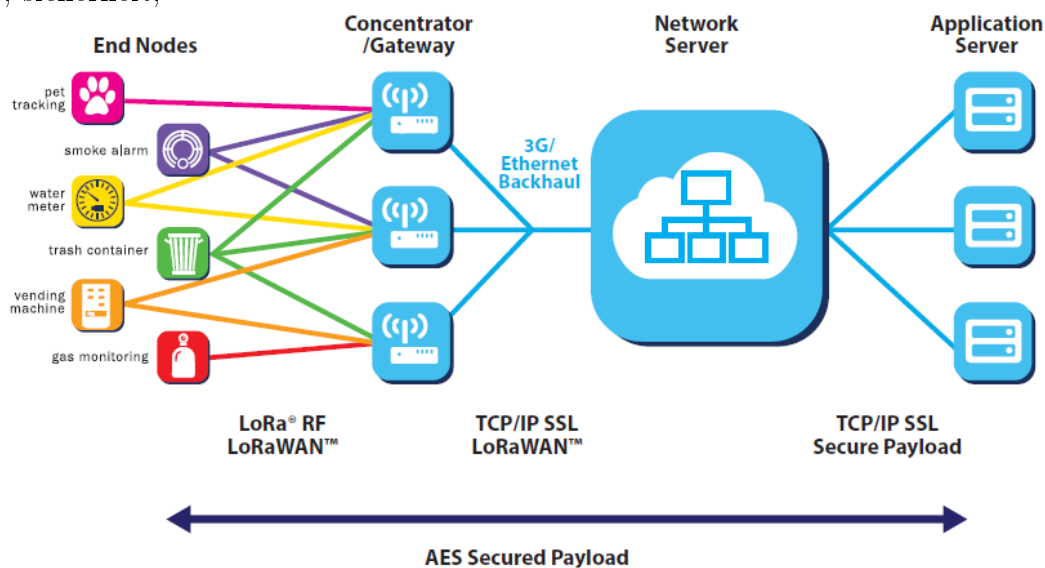 End Nodes
Concentrator
/Gateway
Network
Server
Application
Server
pet
tracking
smoke alarm
water
meter
trash container
vending
machine
gas monitoring
3G/
Ethernet
Backhaul
LoRa® RF
LoRaWAN™
TCP/IP SSL
LoRaWAN™
TCP/IP SSL
Secure Payload
AES Secured Payload